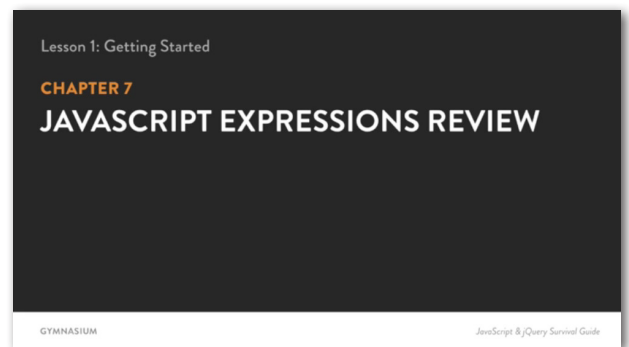 Lesson 1: Getting Started
CHAPTER 7
JAVASCRIPT EXPRESSIONS REVIEW
GYMNASIUM
JavaScript & jQuery Survival Guide